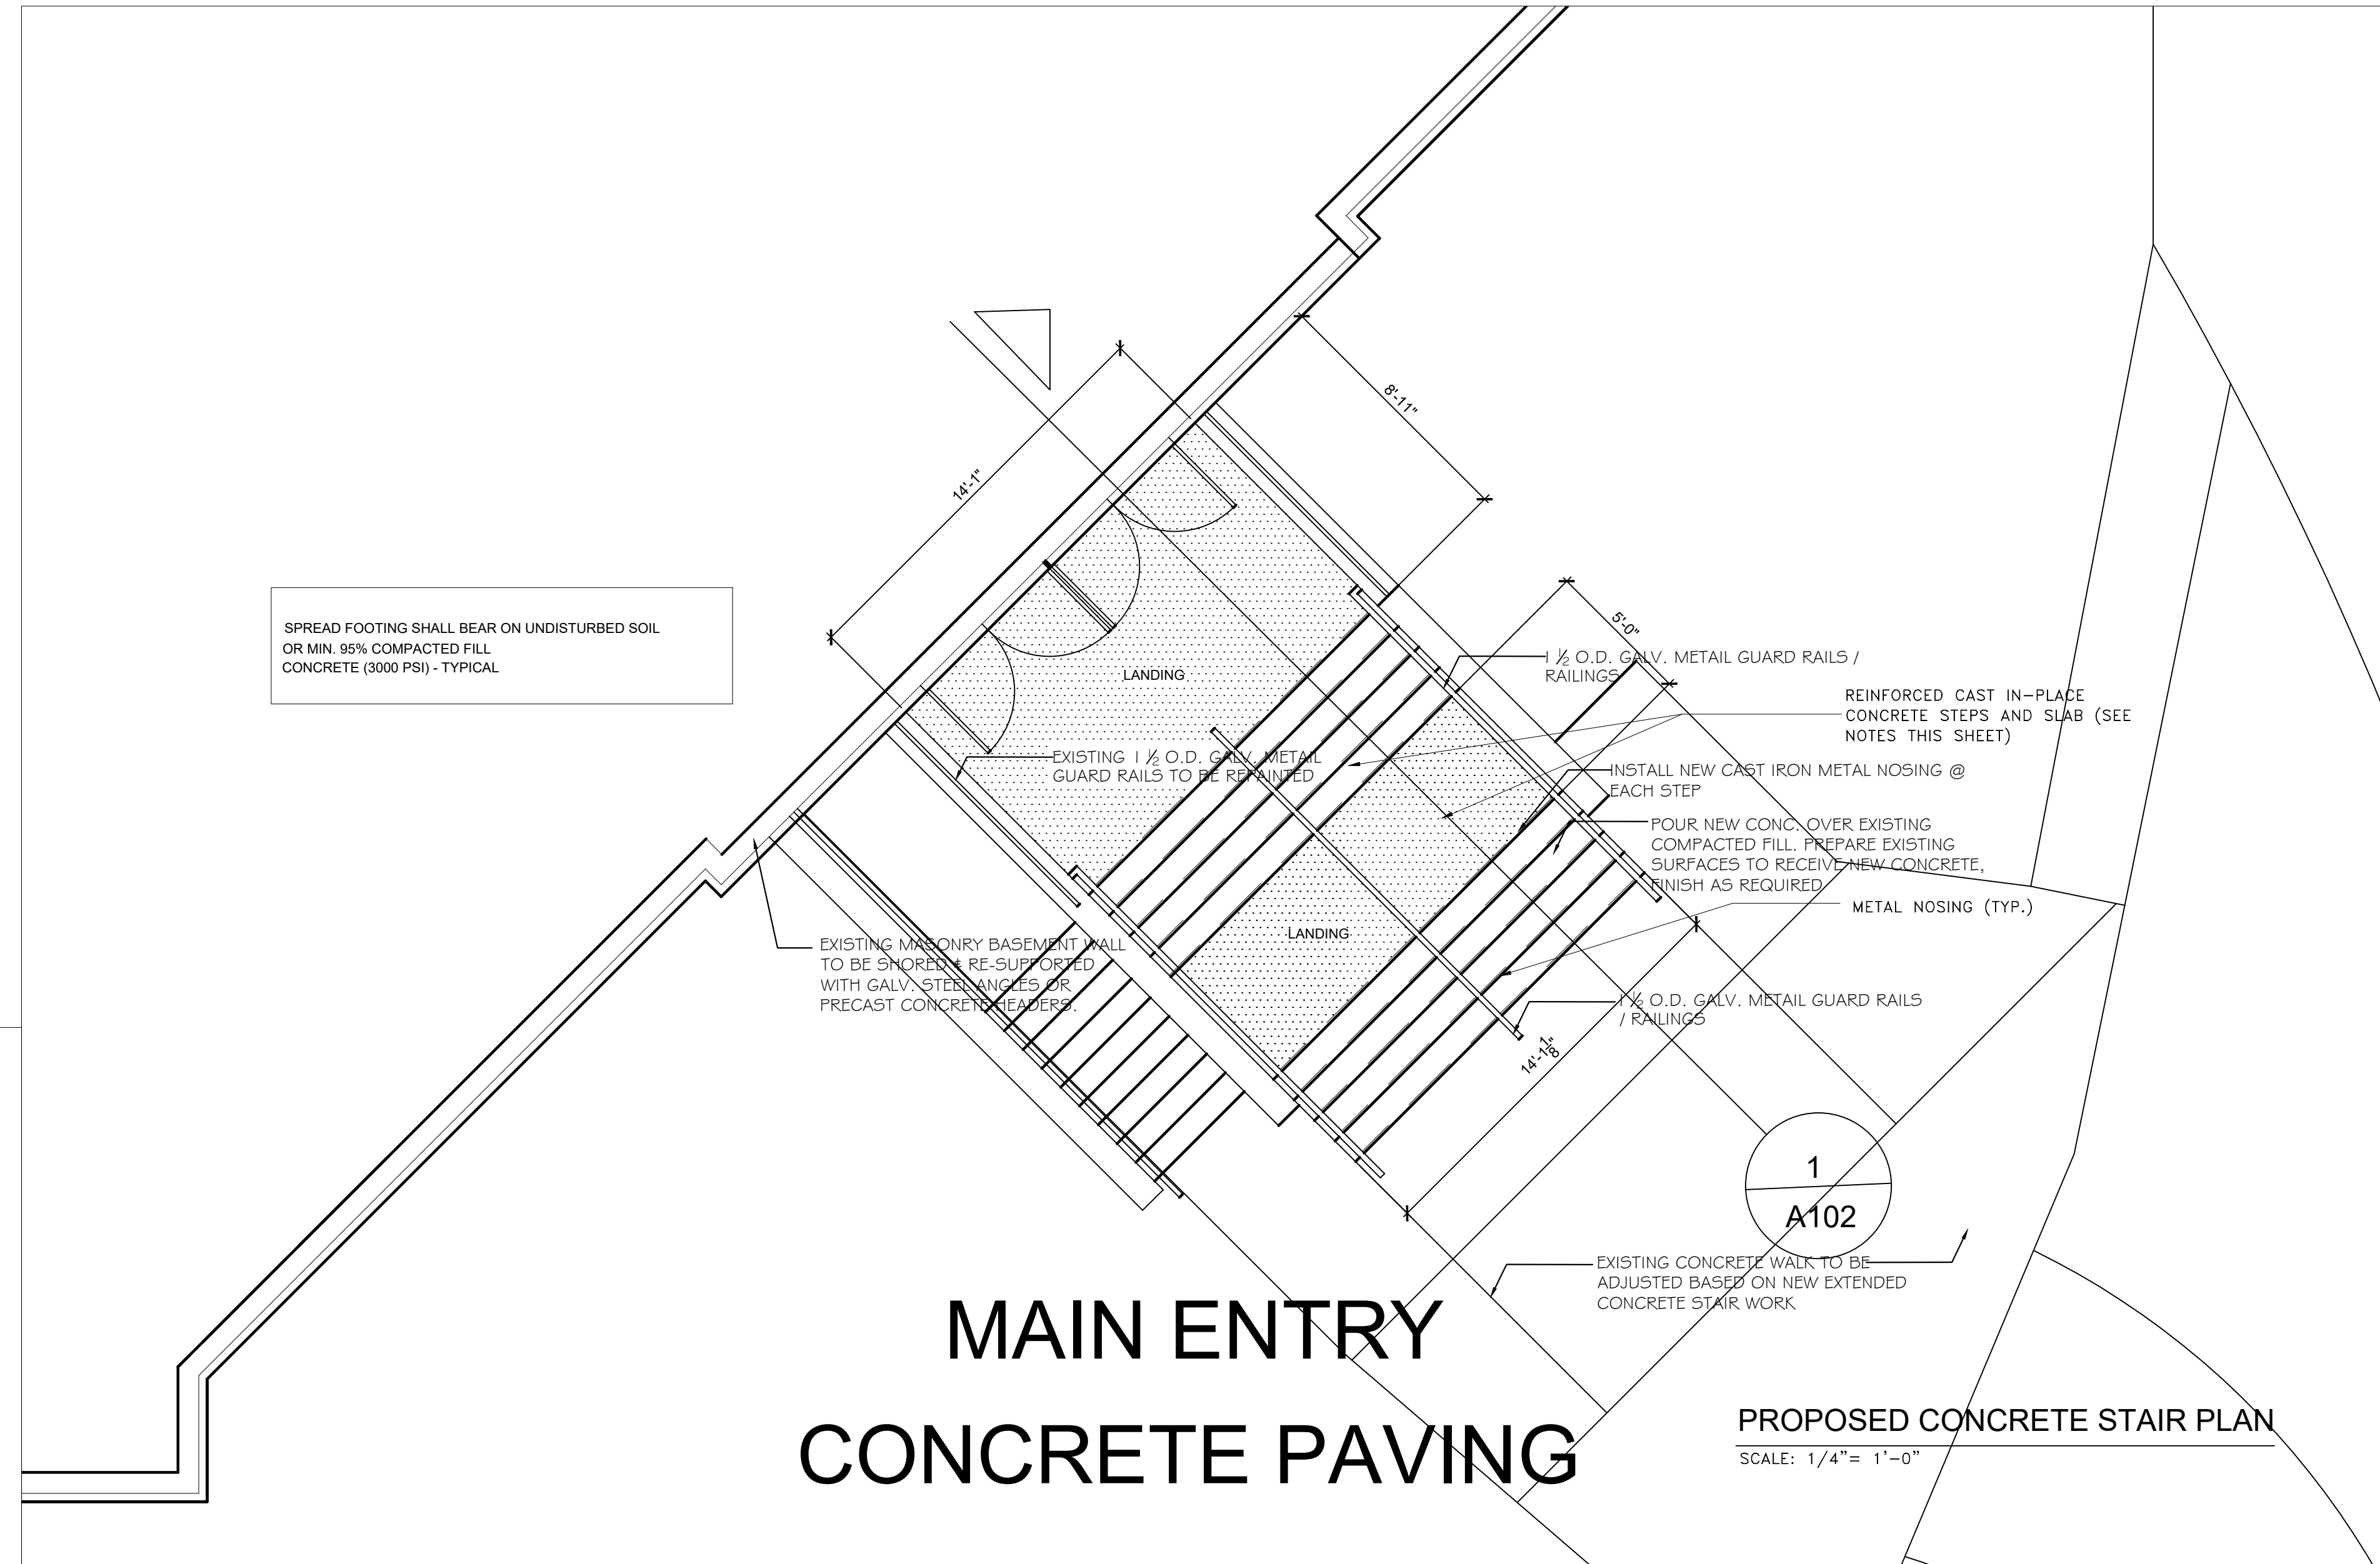 8'-11"
14'-1"
5'-0"
SPREAD FOOTING SHALL BEAR ON UNDISTURBED SOIL
OR MIN. 95% COMPACTED FILL
CONCRETE (3000 PSI) - TYPICAL
LANDING
1 ½ O.D. GALV. METAIL GUARD RAILS /
RAILINGS
REINFORCED CAST IN-PLACE
CONCRETE STEPS AND SLAB (SEE
NOTES THIS SHEET)
EXISTING 1 ½ O.D. GALV. METAIL
GUARD RAILS TO BE REPAINTED
INSTALL NEW CAST IRON METAL NOSING @
EACH STEP
POUR NEW CONC. OVER EXISTING
COMPACTED FILL. PREPARE EXISTING
SURFACES TO RECEIVE NEW CONCRETE,
FINISH AS REQUIRED
METAL NOSING (TYP.)
LANDING
EXISTING MASONRY BASEMENT WALL
TO BE SHORED & RE-SUPPORTED
WITH GALV. STEEL ANGLES OR
PRECAST CONCRETE HEADERS.
1 ½ O.D. GALV. METAIL GUARD RAILS
/ RAILINGS
14'-1⅛"
1
A102
EXISTING CONCRETE WALK TO BE
ADJUSTED BASED ON NEW EXTENDED
CONCRETE STAIR WORK
MAIN ENTRY
CONCRETE PAVING
PROPOSED CONCRETE STAIR PLAN
SCALE: 1/4"= 1'-0"